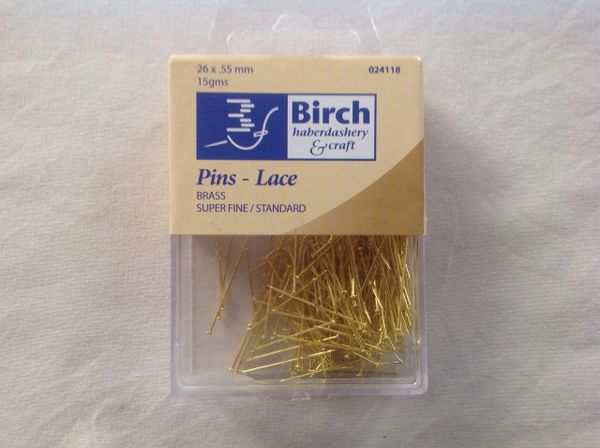 26 x .55 mm
024118
15gms
Birch
haberdashery
& craft
Pins - Lace
BRASS
SUPER FINE / STANDARD